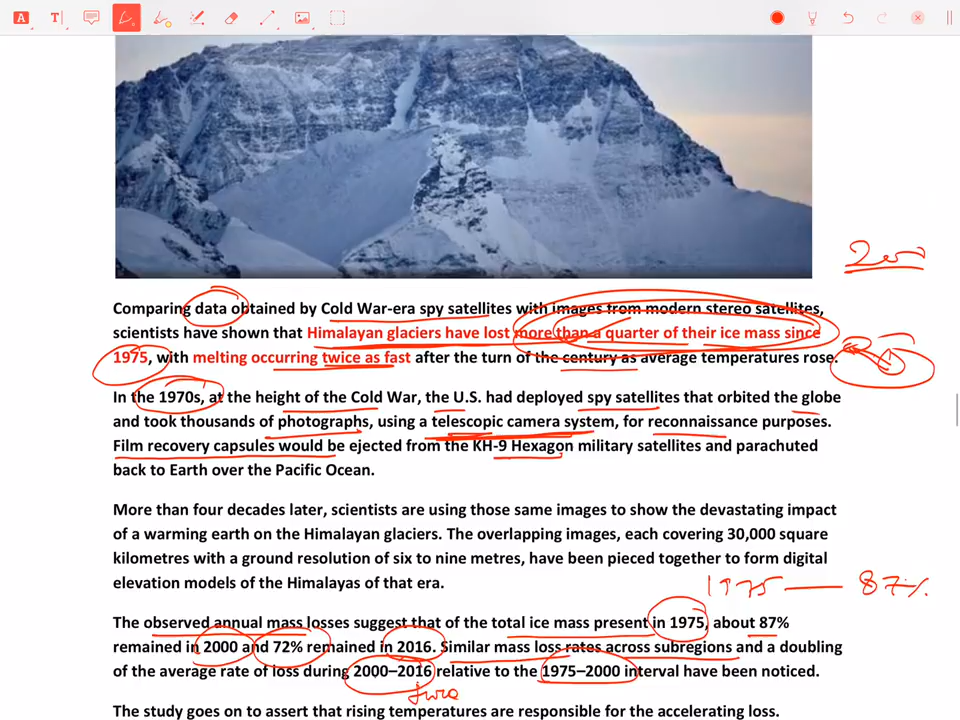 Comparing data obtained by Cold War-era spy satellites with images from modern stereo satellites,
scientists have shown that Himalayan glaciers have lost more than a quarter of their ice mass since
1975, with melting occurring twice as fast after the turn of the century as average temperatures rose.
In the 1970s, at the height of the Cold War, the U.S. had deployed spy satellites that orbited the globe
and took thousands of photographs, using a telescopic camera system, for reconnaissance purposes.
Film recovery capsules would be ejected from the KH-9 Hexagon military satellites and parachuted
back to Earth over the Pacific Ocean.
More than four decades later, scientists are using those same images to show the devastating impact
of a warming earth on the Himalayan glaciers. The overlapping images, each covering 30,000 square
kilometres with a ground resolution of six to nine metres, have been pieced together to form digital
elevation models of the Himalayas of that era.
1975 — 87%
The observed annual mass losses suggest that of the total ice mass present in 1975, about 87%
remained in 2000 and 72% remained in 2016. Similar mass loss rates across subregions and a doubling
of the average rate of loss during 2000–2016 relative to the 1975–2000 interval have been noticed.
The study goes on to assert that rising temperatures are responsible for the accelerating loss.